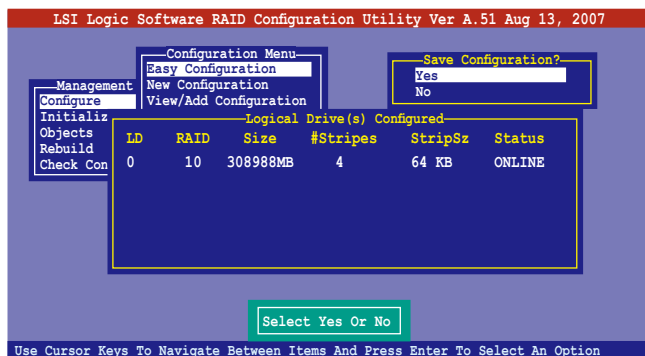 LSI Logic Software RAID Configuration Utility Ver A.51 Aug 13, 2007
Configuration Menu
Easy Configuration
New Configuration
View/Add Configuration
Save Configuration?
Yes
No
Management
Configure
Initializ
Objects
Rebuild
Check Con
Logical Drive(s) Configured
LD RAID Size #Stripes StripSz Status
0 10 308988MB 4 64 KB ONLINE
Select Yes Or No
Use Cursor Keys To Navigate Between Items And Press Enter To Select An Option